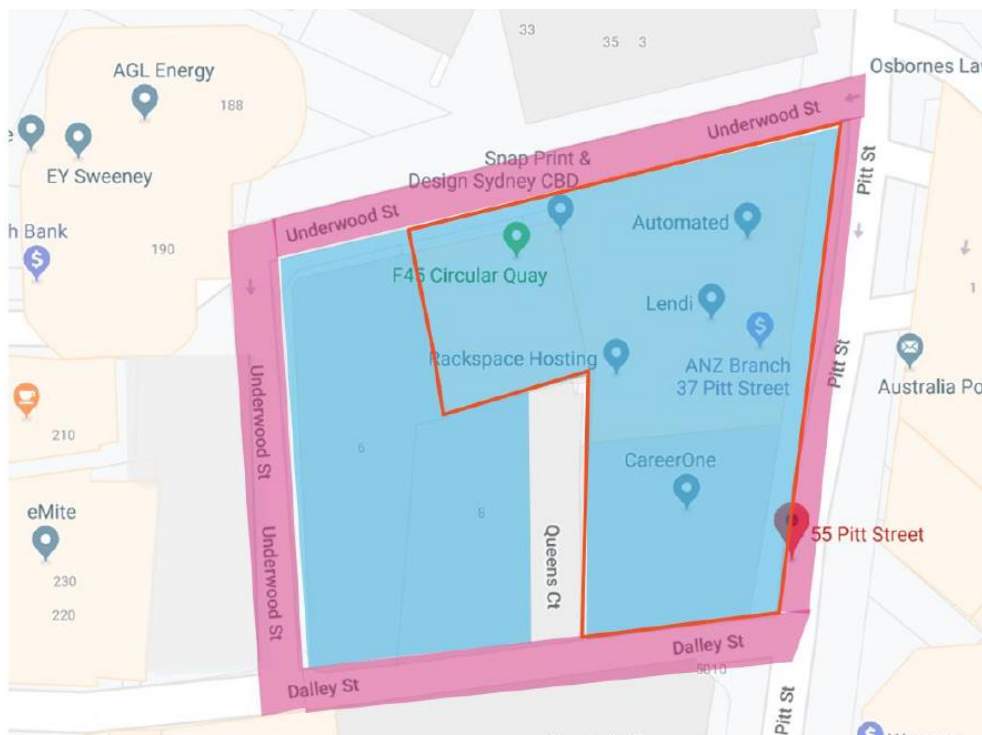 33
35
3
AGL Energy
188
EY Sweeney
Osbornes
Underwood St
Pitt St
Snap Print &
Design Sydney CBD
Underwood St
h Bank
190
Automated
F45 Circular Quay
Lendi
1
Rackspace Hosting
ANZ Branch
37 Pitt Street
Pitt St
Australia Po
210
Underwood St
6
CareerOne
8
eMite
55 Pitt Street
Underwood St
Queens Ct
230
220
Dalley St
5010
Dalley St
Pitt St